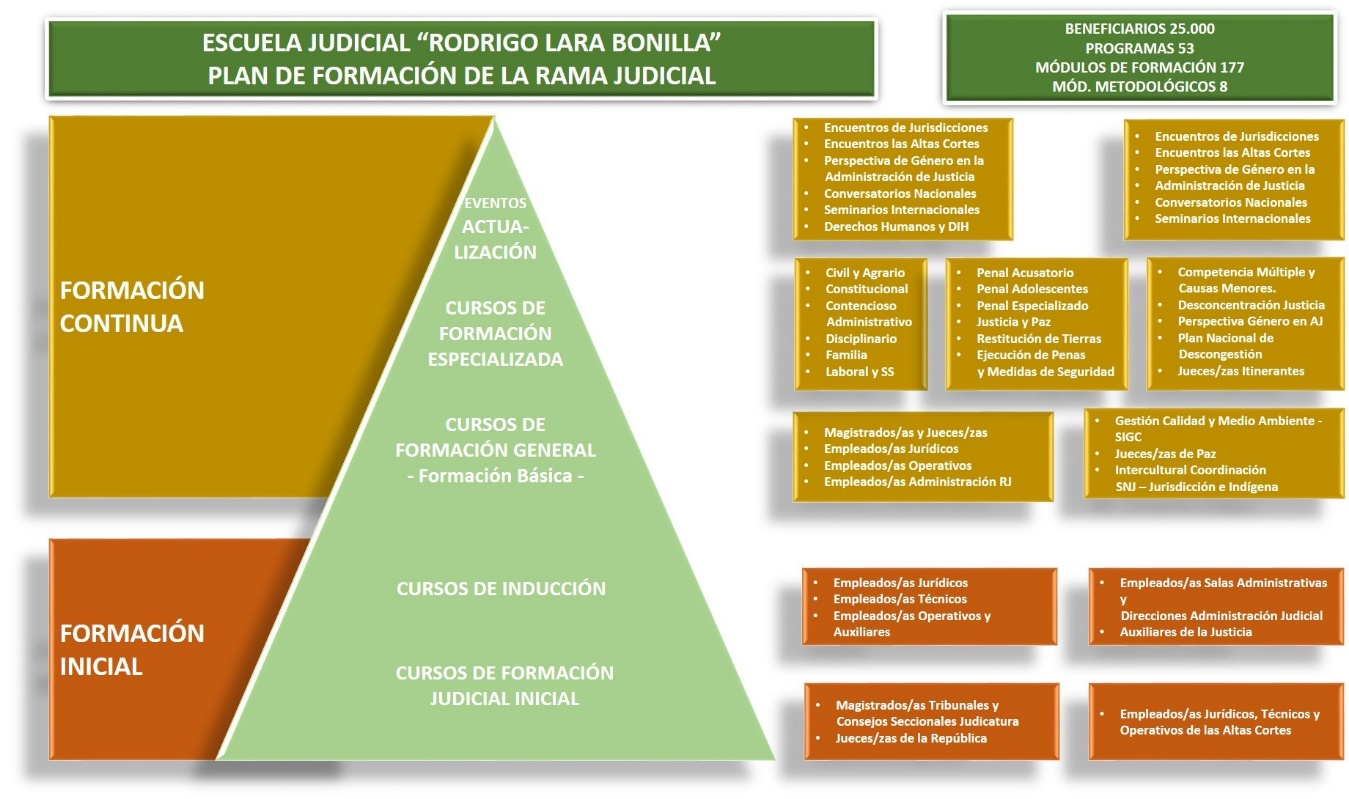 ESCUELA JUDICIAL “RODRIGO LARA BONILLA”
PLAN DE FORMACIÓN DE LA RAMA JUDICIAL
BENEFICIARIOS 25.000
PROGRAMAS 53
MÓDULOS DE FORMACIÓN 177
MÓD. METODOLÓGICOS 8
FORMACIÓN
CONTINUA
EVENTOS
ACTUA-
LIZACIÓN
CURSOS DE
FORMACIÓN
ESPECIALIZADA
CURSOS DE
FORMACIÓN GENERAL
- Formación Básica -
• Encuentros de Jurisdicciones
• Encuentros las Altas Cortes
• Perspectiva de Género en la
Administración de Justicia
• Conversatorios Nacionales
• Seminarios Internacionales
• Derechos Humanos y DIH
• Encuentros de Jurisdicciones
• Encuentros las Altas Cortes
• Perspectiva de Género en la
• Administración de Justicia
• Conversatorios Nacionales
• Seminarios Internacionales
• Civil y Agrario
• Constitucional
• Contencioso
Administrativo
• Disciplinario
• Familia
• Laboral y SS
• Penal Acusatorio
• Penal Adolescentes
• Penal Especializado
• Justicia y Paz
• Restitución de Tierras
• Ejecución de Penas
y Medidas de Seguridad
• Competencia Múltiple y
Causas Menores.
• Desconcentración Justicia
• Perspectiva Género en AJ
• Plan Nacional de
Descongestión
• Jueces/zas Itinerantes
• Magistrados/as y Jueces/zas
• Empleados/as Jurídicos
• Empleados/as Operativos
• Empleados/as Administración RJ
• Gestión Calidad y Medio Ambiente -
SIGC
• Jueces/zas de Paz
• Intercultural Coordinación
SNJ – Jurisdicción e Indígena
FORMACIÓN
INICIAL
CURSOS DE INDUCCIÓN
CURSOS DE FORMACIÓN
JUDICIAL INICIAL
• Empleados/as Jurídicos
• Empleados/as Técnicos
• Empleados/as Operativos y
Auxiliares
• Empleados/as Salas Administrativas
y
Direcciones Administración Judicial
• Auxiliares de la Justicia
• Magistrados/as Tribunales y
Consejos Seccionales Judicatura
• Jueces/zas de la República
• Empleados/as Jurídicos, Técnicos y
Operativos de las Altas Cortes